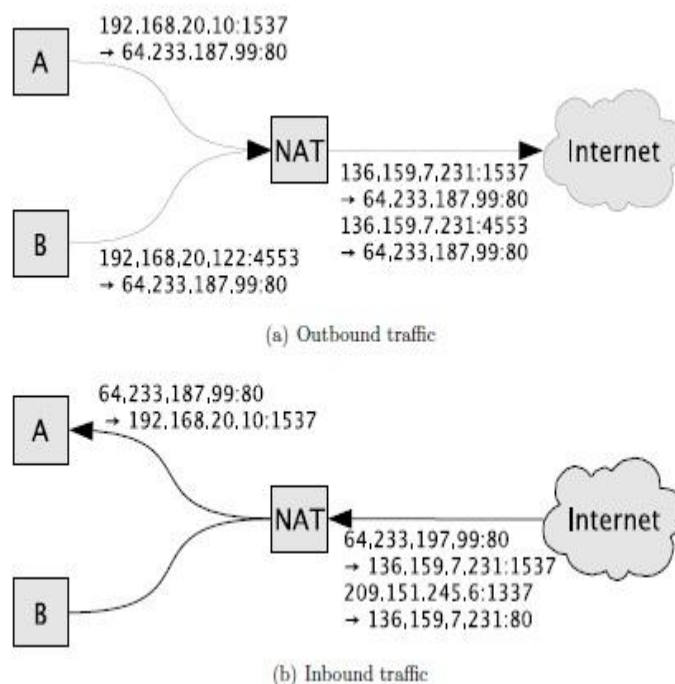 192.168.20.10:1537
→ 64.233.187.99:80
A
NAT
Internet
136.159.7.231:1537
→ 64.233.187.99:80
136.159.7.231:4553
→ 64.233.187.99:80
B
192.168.20.122:4553
→ 64.233.187.99:80
(a) Outbound traffic
64.233.187.99:80
→ 192.168.20.10:1537
A
NAT
Internet
64.233.197.99:80
→ 136.159.7.231:1537
209.151.245.6:1337
→ 136.159.7.231:80
B
(b) Inbound traffic